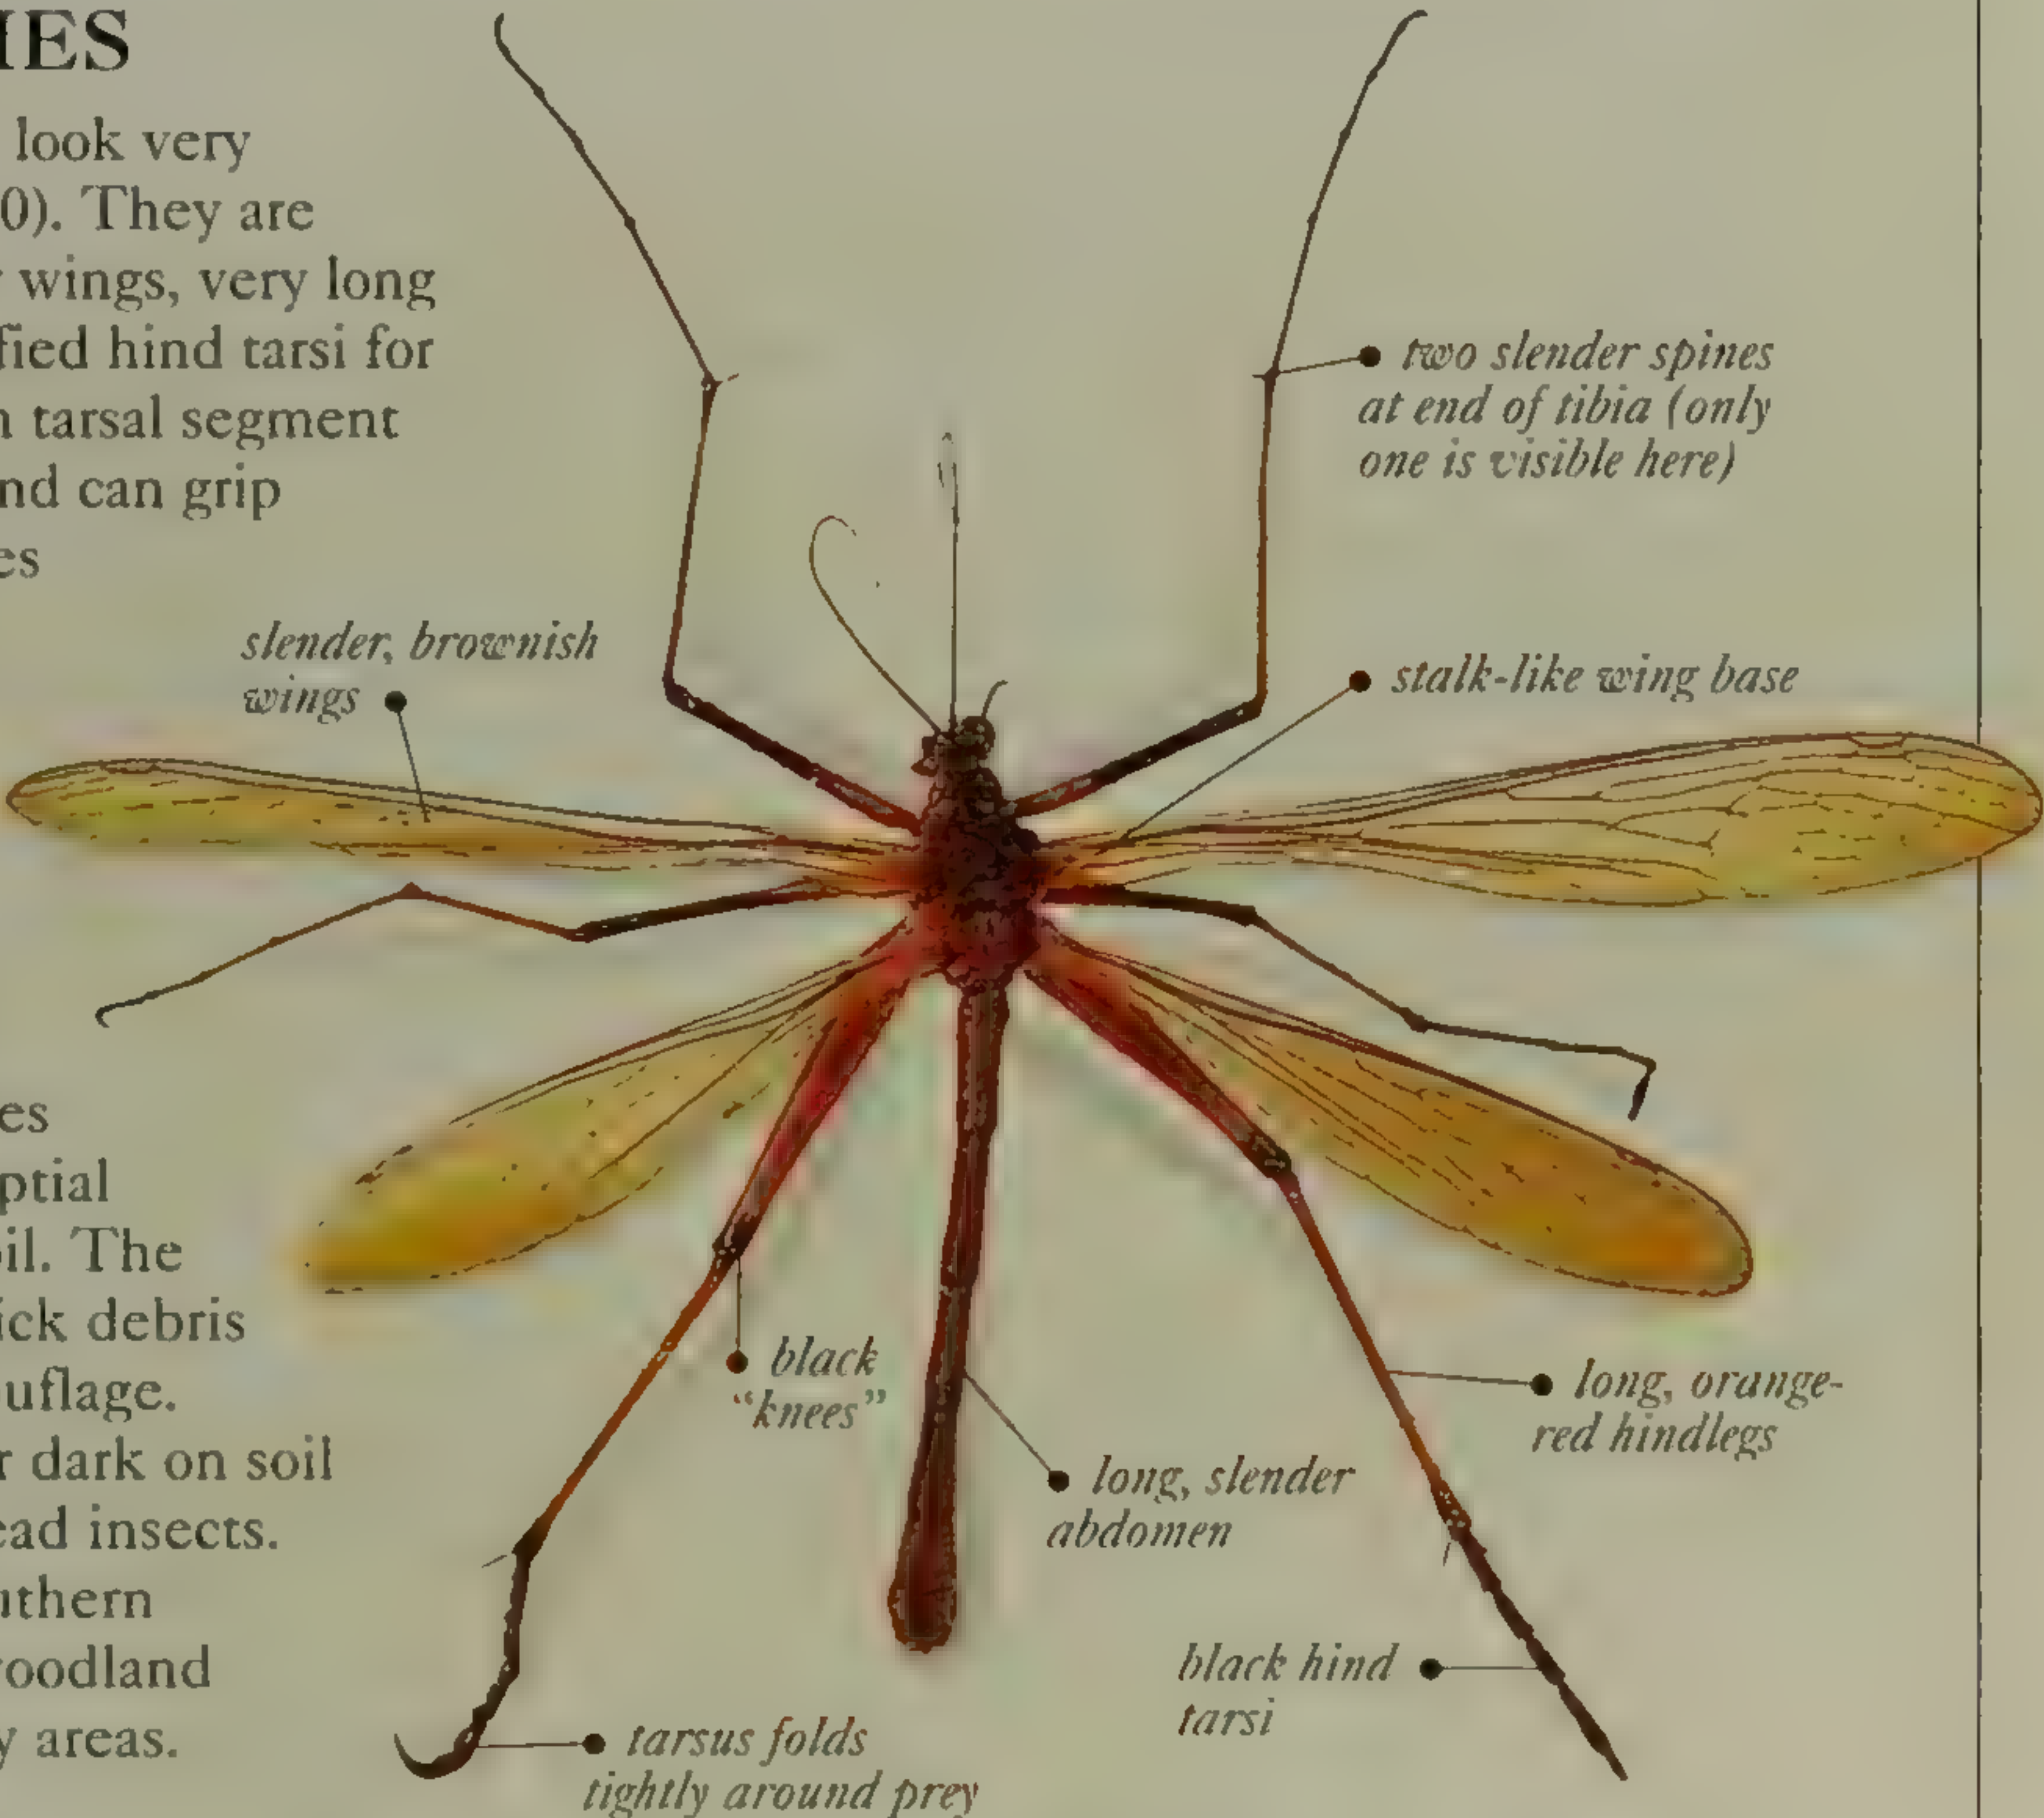 IES
look very
0). They are
wings, very long
fied hind tarsi for
n tarsal segment
nd can grip
es
two slender spines
at end of tibia (only
one is visible here)
slender, brownish
wings
stalk-like wing base
es
ptial
oil. The
ick debris
ouflage.
r dark on soil
ead insects.
uthern
oodland
y areas.
black
“knees”
long, slender
abdomen
long, orange-
red hindlegs
black hind
tarsi
tarsus folds
tightly around prey